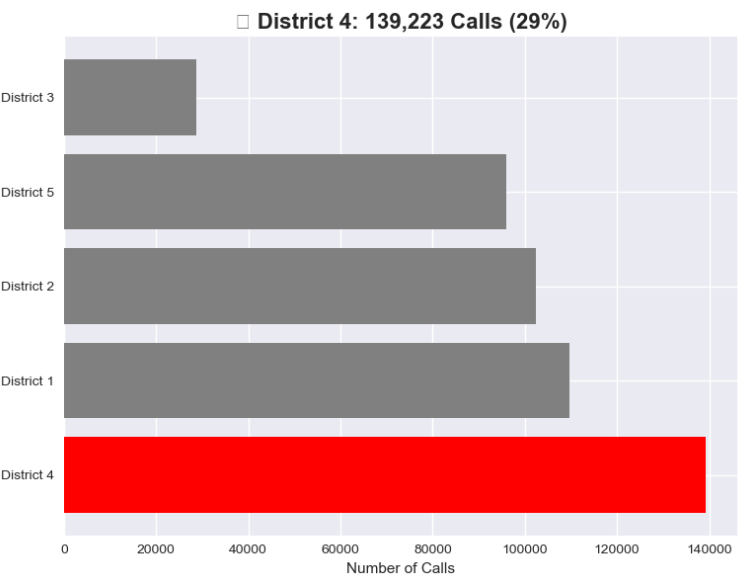 District 4: 139,223 Calls (29%)
District 3
District 5
District 2
District 1
District 4
0 20000 40000 60000 80000 100000 120000 140000
Number of Calls